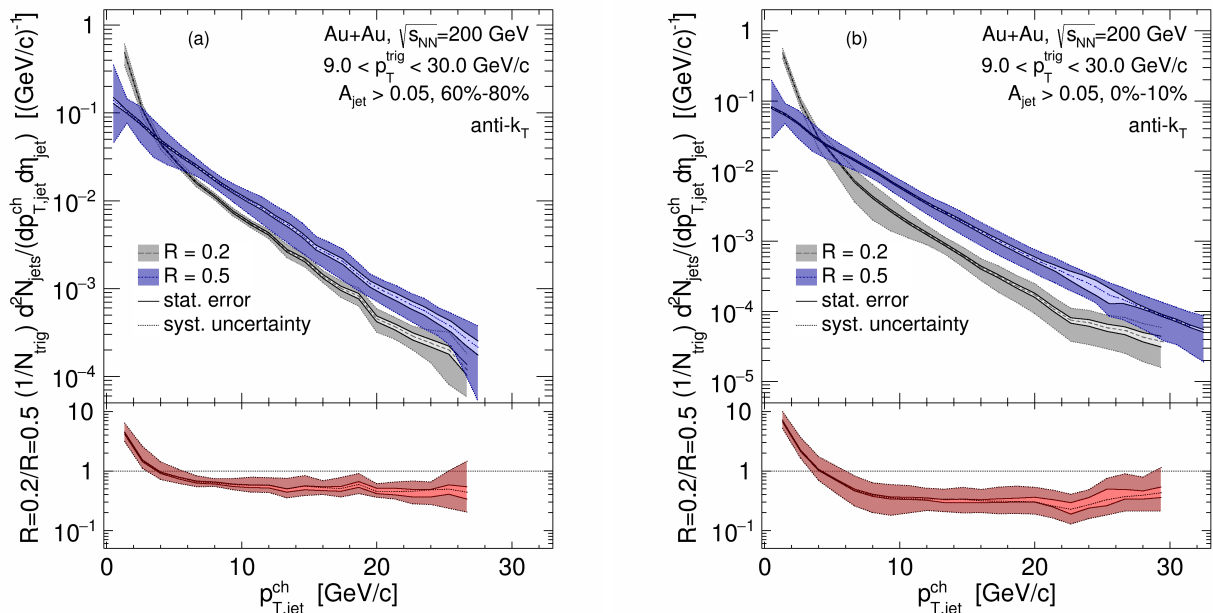 (1/N_trig) d²N_jets/(dp^ch_T,jet dη_jet) [(GeV/c)⁻¹]
1
10⁻¹
10⁻²
10⁻³
10⁻⁴
(a)
Au+Au, √s_NN=200 GeV
9.0 < p_T^trig < 30.0 GeV/c
A_jet > 0.05, 60%-80%
anti-k_T
R = 0.2
R = 0.5
stat. error
syst. uncertainty
R=0.2/R=0.5
10
1
10⁻¹
0
10
20
30
p^ch_T,jet [GeV/c]
(1/N_trig) d²N_jets/(dp^ch_T,jet dη_jet) [(GeV/c)⁻¹]
1
10⁻¹
10⁻²
10⁻³
10⁻⁴
10⁻⁵
(b)
Au+Au, √s_NN=200 GeV
9.0 < p_T^trig < 30.0 GeV/c
A_jet > 0.05, 0%-10%
anti-k_T
R = 0.2
R = 0.5
stat. error
syst. uncertainty
R=0.2/R=0.5
10
1
10⁻¹
0
10
20
30
p^ch_T,jet [GeV/c]